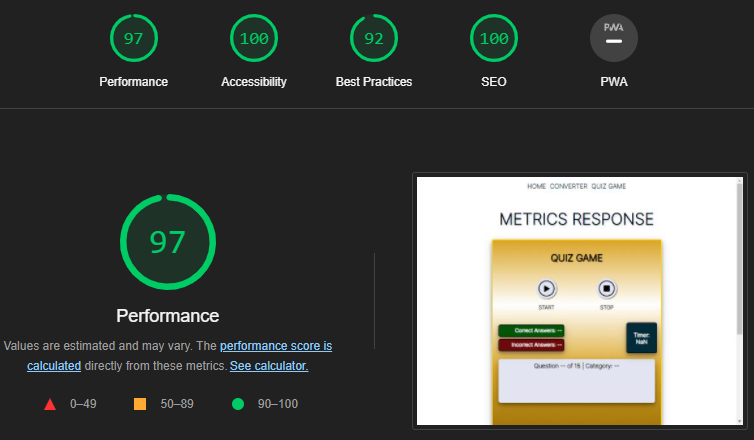 97
100
92
100
PWA
Performance
Accessibility
Best Practices
SEO
PWA
97
Performance
Values are estimated and may vary. The performance score is
calculated directly from these metrics. See calculator.
0–49
50–89
90–100
HOME CONVERTER QUIZ GAME
METRICS RESPONSE
QUIZ GAME
START
STOP
Correct Answers: --
Incorrect Answers: --
Timer:
NaN
Question -- of 15 | Category: --